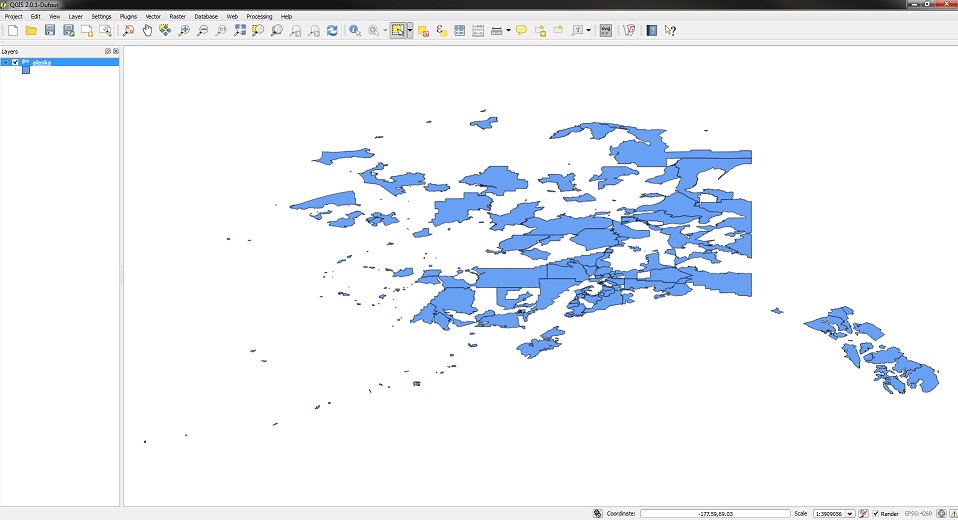 QGIS 2.0.1-Dufour
Project Edit View Layer Settings Plugins Vector Raster Database Web Processing Help
Layers
alaska
Coordinate: -177.59,69.03 Scale 1:3909056 Render EPSG:4269